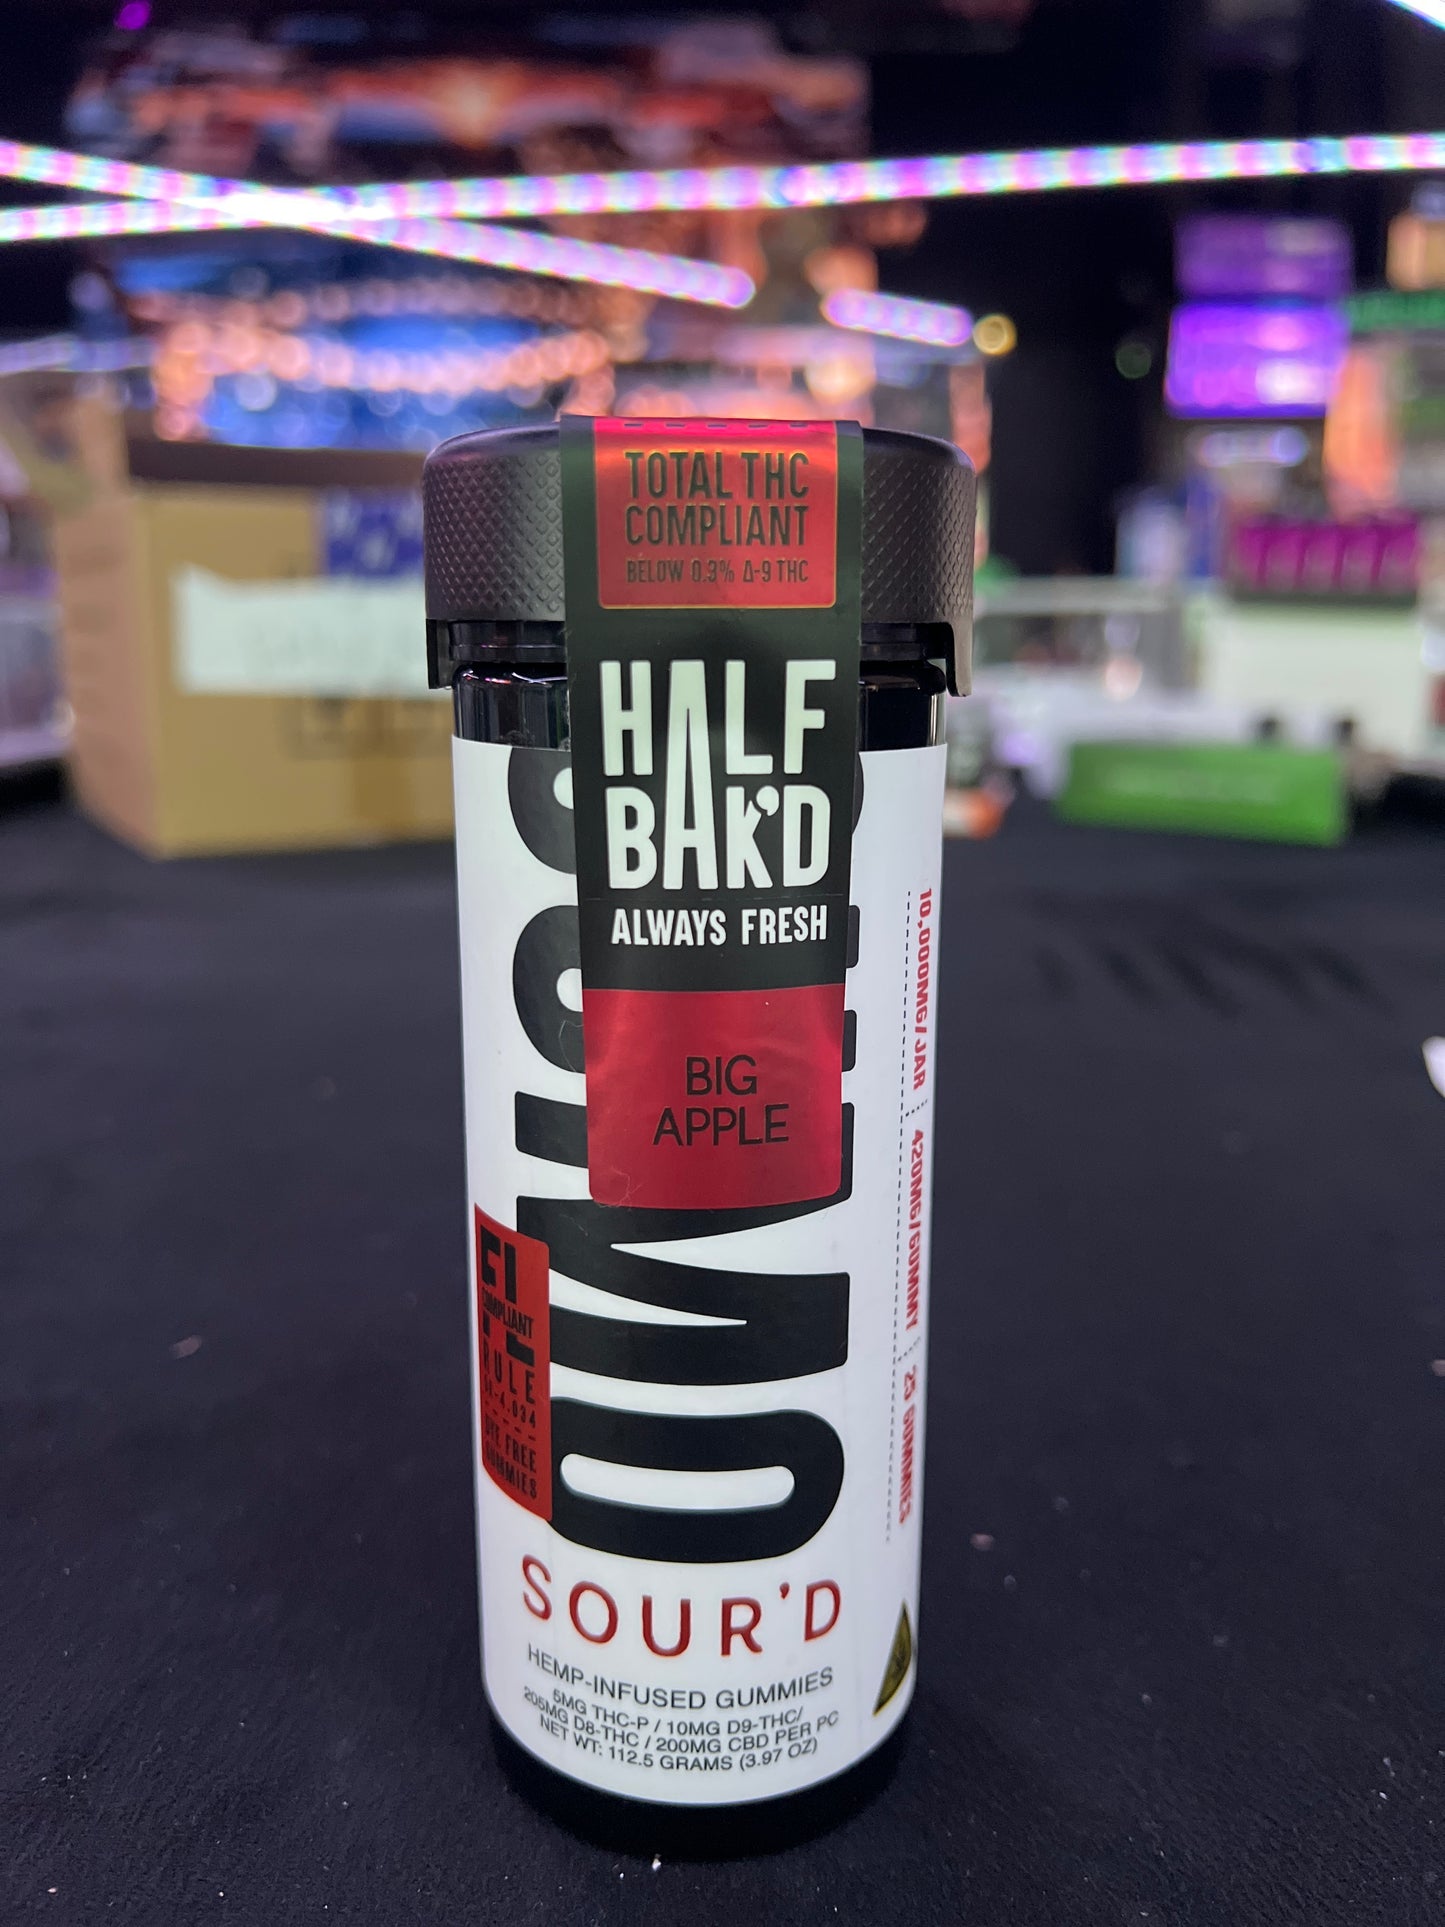 TOTAL THC
COMPLIANT
BELOW 0.3% Δ-9 THC
HALF
BAK'D
ALWAYS FRESH
BIG
APPLE
FL
COMPLIANT
RULE
DYE FREE
GUMMIES
10,000MG/JAR
420MG/GUMMY
25 GUMMIES
SOUR'D
HEMP-INFUSED GUMMIES
5MG THC-P / 10MG D9-THC/
205MG D8-THC / 200MG CBD PER PC
NET WT: 112.5 GRAMS (3.97 OZ)